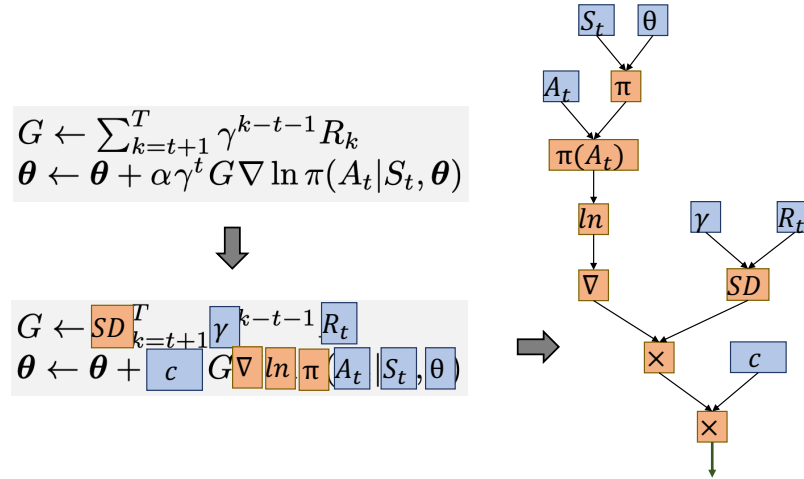 G ← ∑_{k=t+1}^{T} γ^{k-t-1} R_k
𝜽 ← 𝜽 + αγ^t G∇ ln π(A_t|S_t, 𝜽)
G ← SD_{k=t+1}^{T} γ^{k-t-1} R_t
𝜽 ← 𝜽 + c G∇ ln π(A_t|S_t, θ)
S_t θ
A_t π
π(A_t)
ln γ R_t
∇ SD
× c
×